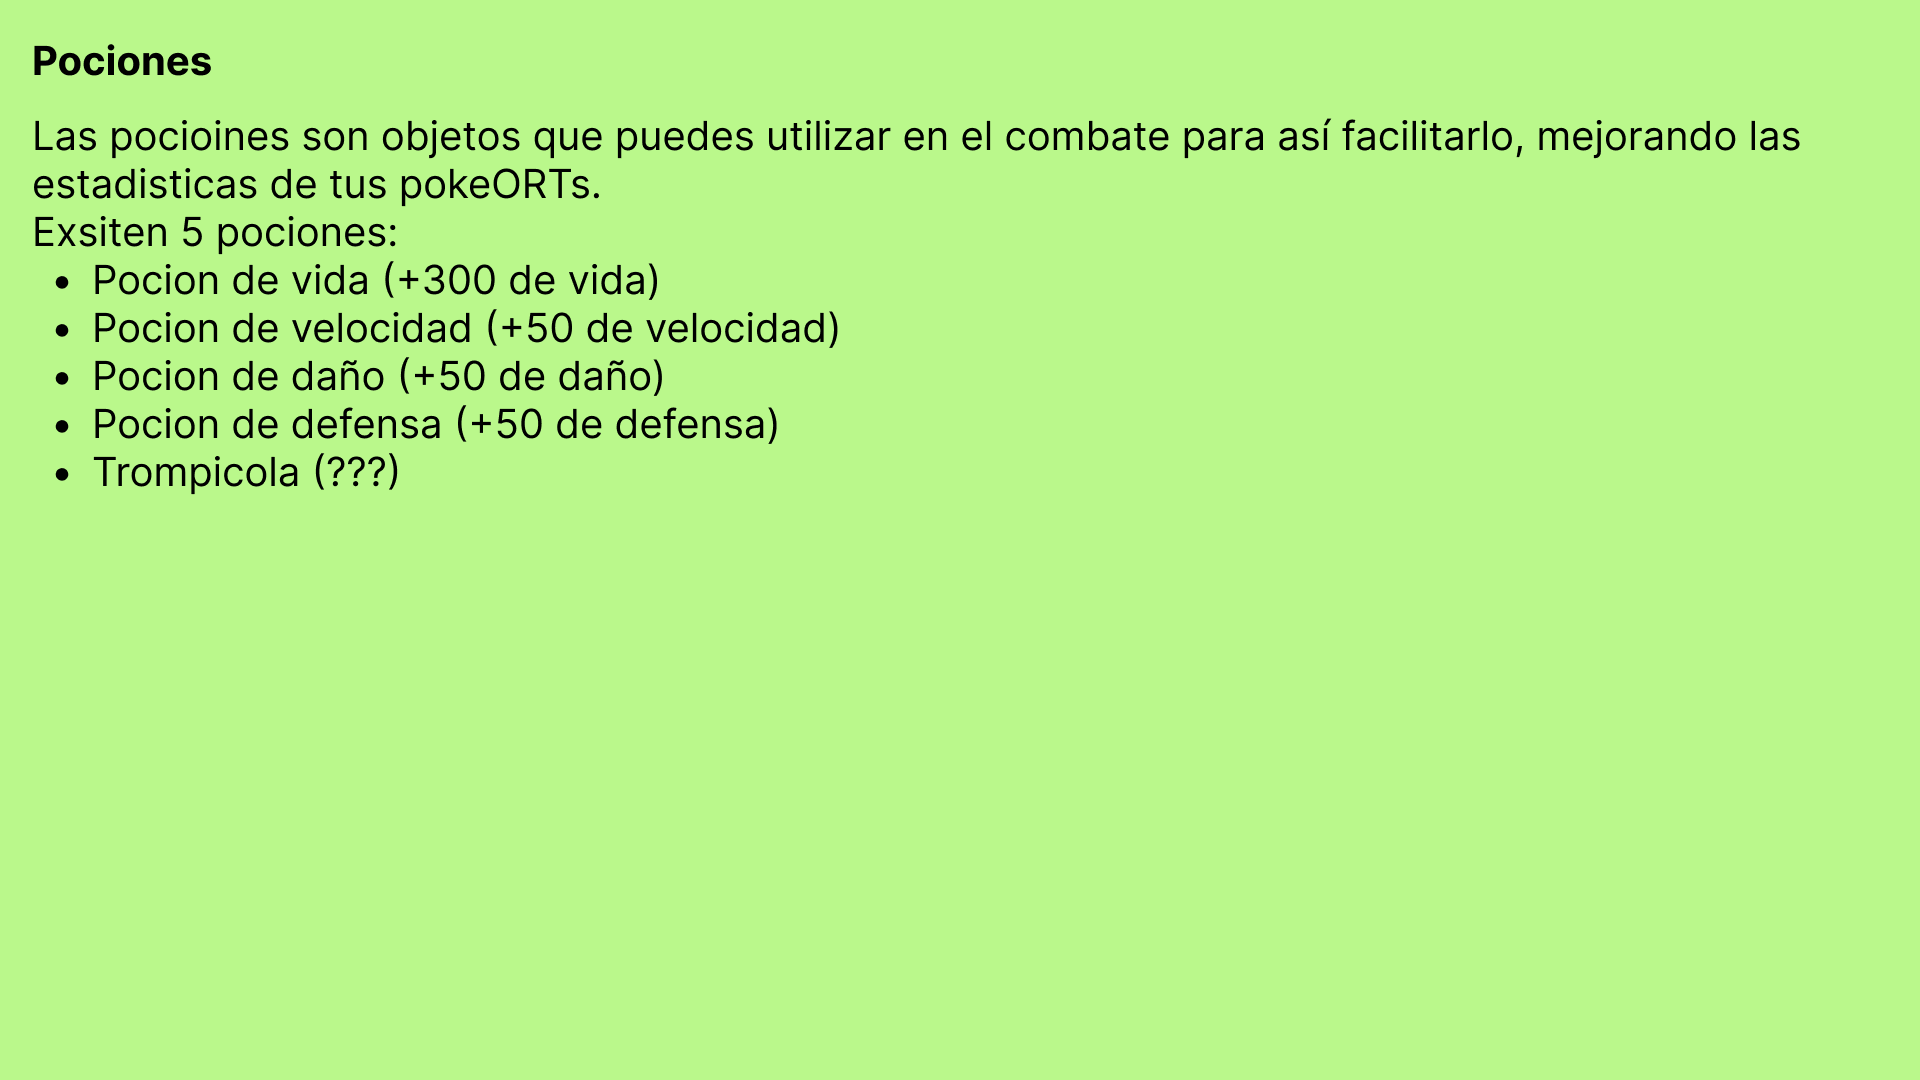 Pociones
Las pocioines son objetos que puedes utilizar en el combate para así facilitarlo, mejorando las
estadisticas de tus pokeORTs.
Exsiten 5 pociones:
• Pocion de vida (+300 de vida)
• Pocion de velocidad (+50 de velocidad)
• Pocion de daño (+50 de daño)
• Pocion de defensa (+50 de defensa)
• Trompicola (???)